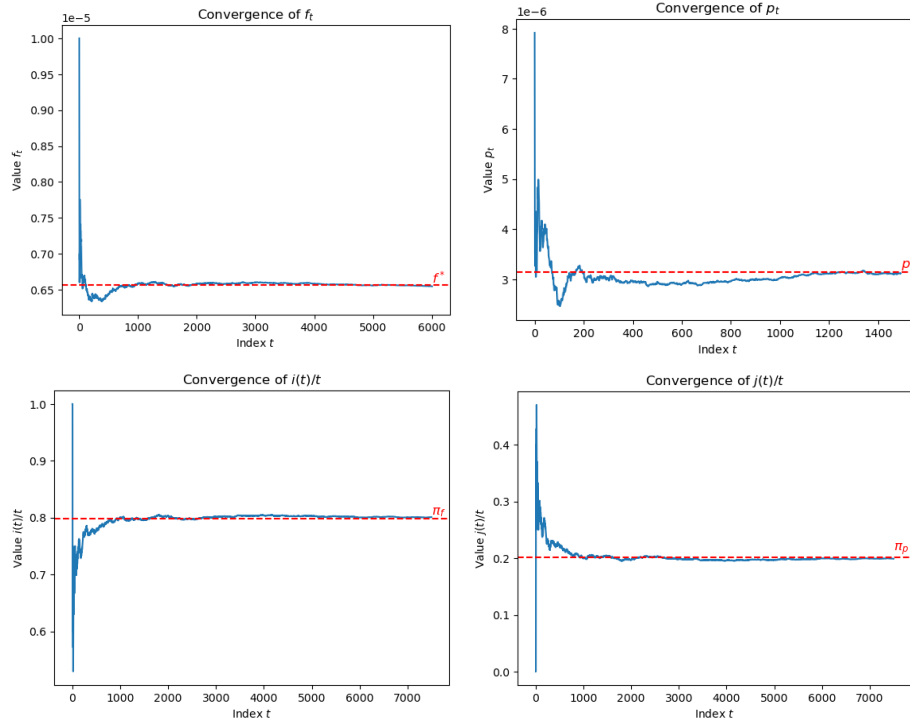 Convergence of f_t
1e−5
1.00
0.95
0.90
0.85
0.80
0.75
0.70
0.65
Value f_t
f*
0 1000 2000 3000 4000 5000 6000
Index t
Convergence of p_t
1e−6
8
7
6
5
4
3
Value p_t
p
0 200 400 600 800 1000 1200 1400
Index t
Convergence of i(t)/t
1.0
0.9
0.8
0.7
0.6
Value i(t)/t
π_f
0 1000 2000 3000 4000 5000 6000 7000
Index t
Convergence of j(t)/t
0.4
0.3
0.2
0.1
0.0
Value j(t)/t
π_p
0 1000 2000 3000 4000 5000 6000 7000
Index t